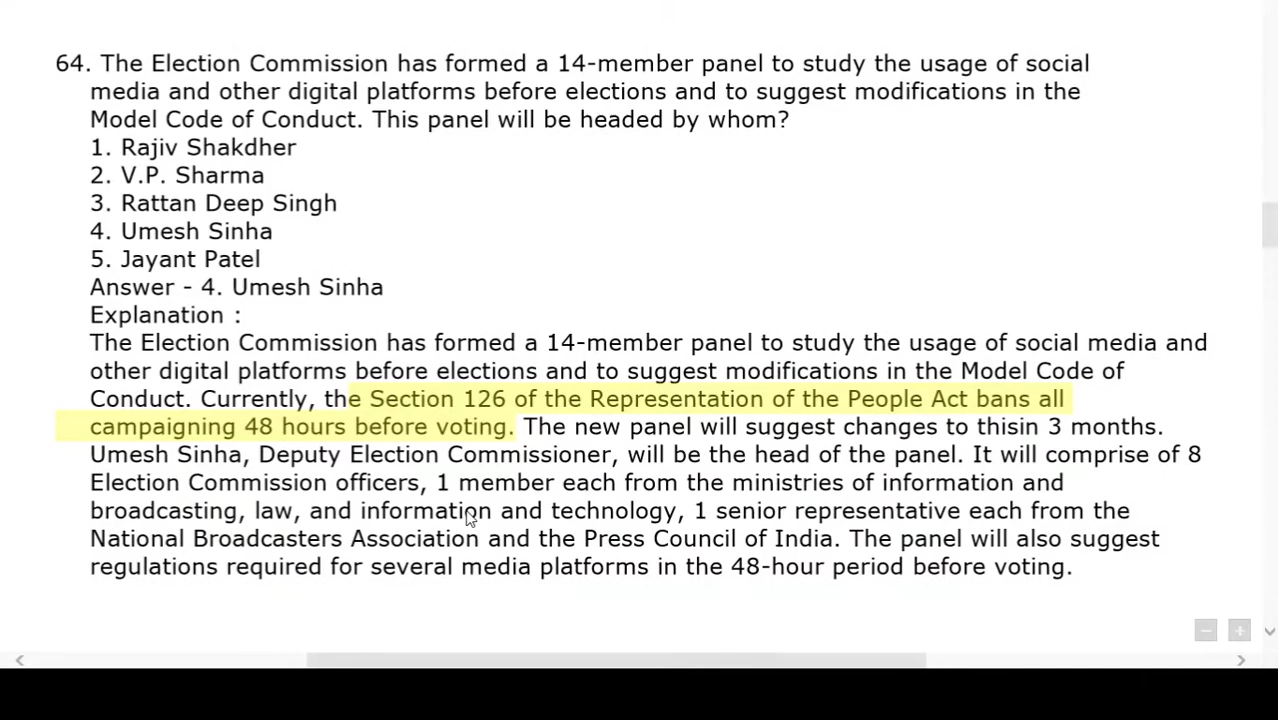 64. The Election Commission has formed a 14-member panel to study the usage of social
media and other digital platforms before elections and to suggest modifications in the
Model Code of Conduct. This panel will be headed by whom?
1. Rajiv Shakdher
2. V.P. Sharma
3. Rattan Deep Singh
4. Umesh Sinha
5. Jayant Patel
Answer - 4. Umesh Sinha
Explanation :
The Election Commission has formed a 14-member panel to study the usage of social media and
other digital platforms before elections and to suggest modifications in the Model Code of
Conduct. Currently, the Section 126 of the Representation of the People Act bans all
campaigning 48 hours before voting. The new panel will suggest changes to thisin 3 months.
Umesh Sinha, Deputy Election Commissioner, will be the head of the panel. It will comprise of 8
Election Commission officers, 1 member each from the ministries of information and
broadcasting, law, and information and technology, 1 senior representative each from the
National Broadcasters Association and the Press Council of India. The panel will also suggest
regulations required for several media platforms in the 48-hour period before voting.